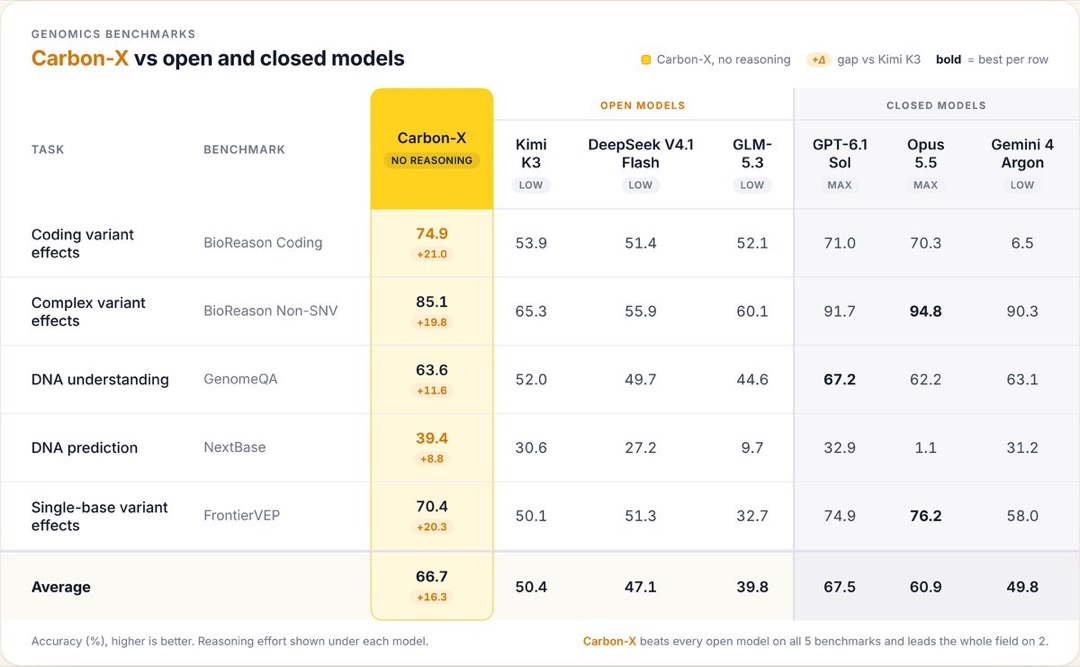 GENOMICS BENCHMARKS
Carbon-X vs open and closed models
Carbon-X, no reasoning +Δ gap vs Kimi K3 bold = best per row
OPEN MODELS CLOSED MODELS
TASK BENCHMARK Carbon-X NO REASONING Kimi K3 LOW DeepSeek V4.1 Flash LOW GLM-5.3 LOW GPT-6.1 Sol MAX Opus 5.5 MAX Gemini 4 Argon LOW
Coding variant effects BioReason Coding 74.9 +21.0 53.9 51.4 52.1 71.0 70.3 6.5
Complex variant effects BioReason Non-SNV 85.1 +19.8 65.3 55.9 60.1 91.7 94.8 90.3
DNA understanding GenomeQA 63.6 +11.6 52.0 49.7 44.6 67.2 62.2 63.1
DNA prediction NextBase 39.4 +8.8 30.6 27.2 9.7 32.9 1.1 31.2
Single-base variant effects FrontierVEP 70.4 +20.3 50.1 51.3 32.7 74.9 76.2 58.0
Average 66.7 +16.3 50.4 47.1 39.8 67.5 60.9 49.8
Accuracy (%), higher is better. Reasoning effort shown under each model.
Carbon-X beats every open model on all 5 benchmarks and leads the whole field on 2.